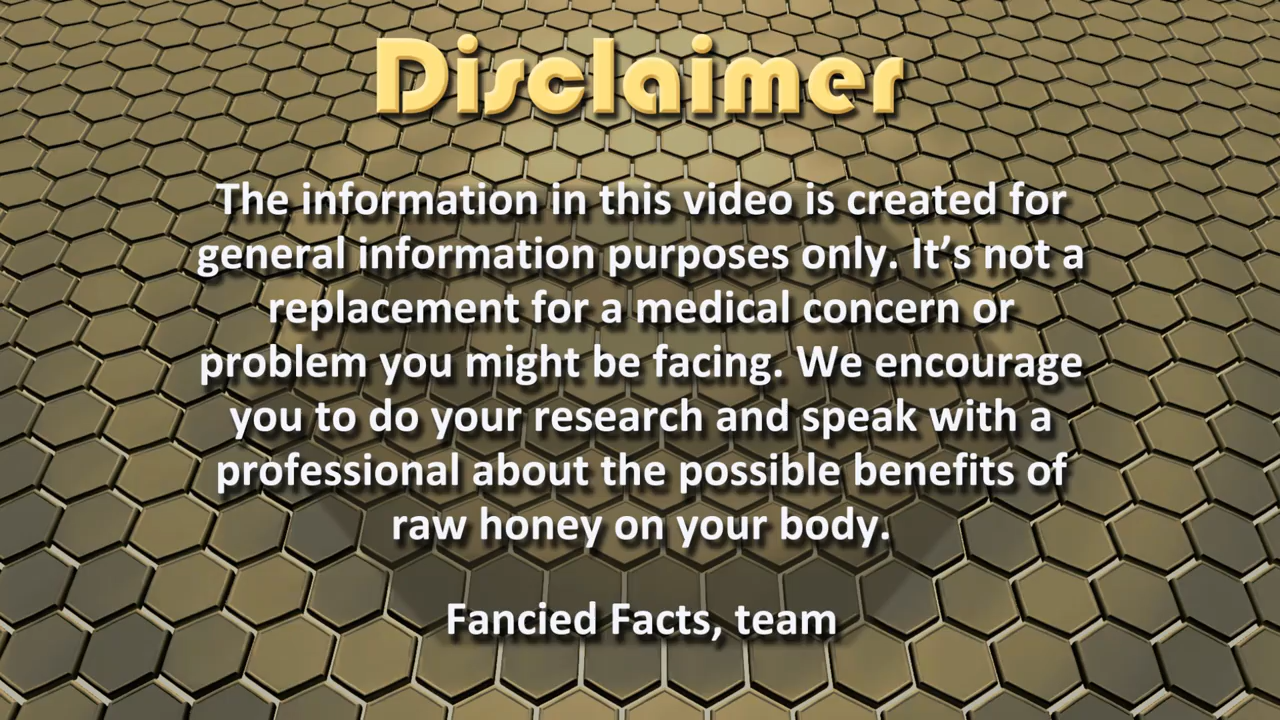 Disclaimer
The information in this video is created for
general information purposes only. It’s not a
replacement for a medical concern or
problem you might be facing. We encourage
you to do your research and speak with a
professional about the possible benefits of
raw honey on your body.
Fancied Facts, team